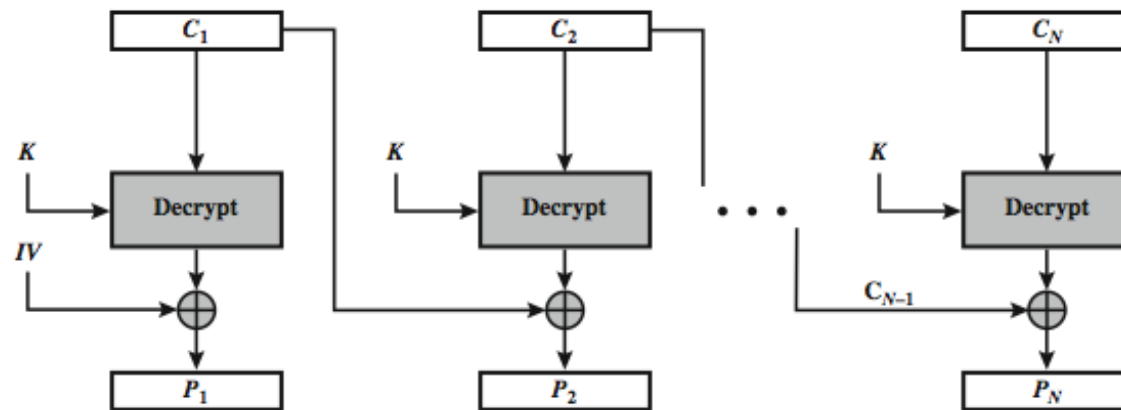 C1 C2 CN
K K K
Decrypt Decrypt Decrypt
IV
CN–1
P1 P2 PN